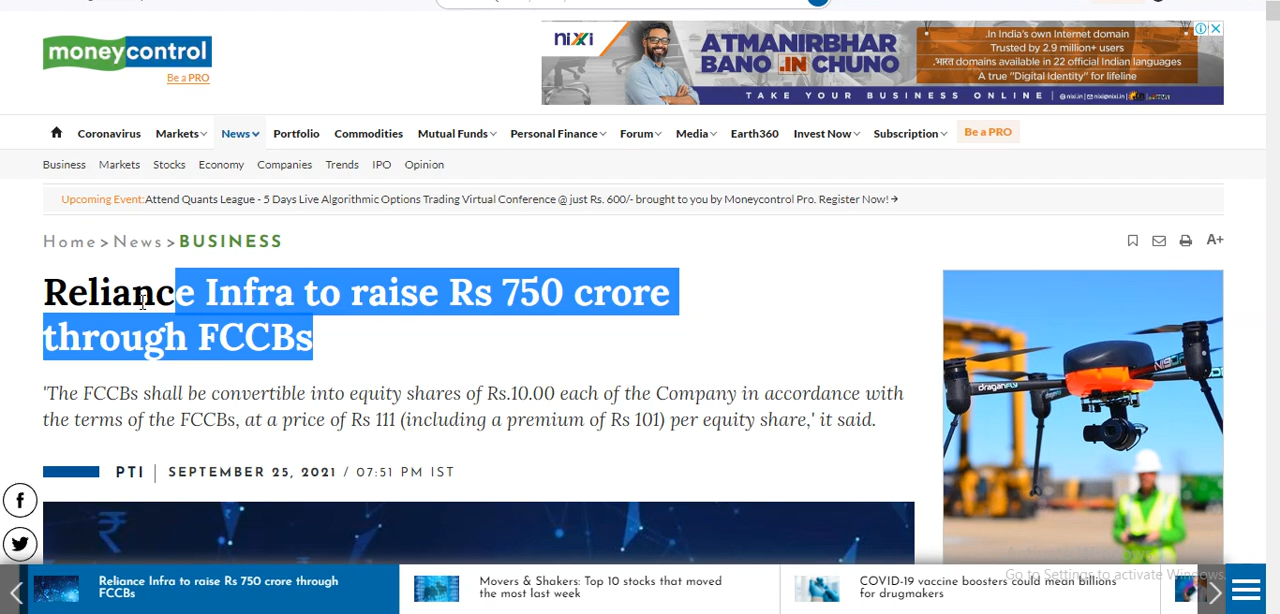 moneycontrol
Be a PRO
nixi
ATMANIRBHAR
BANO .IN CHUNO
.In India's own Internet domain
Trusted by 2.9 million+ users
.भारत domains available in 22 official Indian languages
A true "Digital Identity" for lifeline
TAKE YOUR BUSINESS ONLINE
Coronavirus Markets News Portfolio Commodities Mutual Funds Personal Finance Forum Media Earth360 Invest Now Subscription Be a PRO
Business Markets Stocks Economy Companies Trends IPO Opinion
Upcoming Event:Attend Quants League - 5 Days Live Algorithmic Options Trading Virtual Conference @ just Rs. 600/- brought to you by Moneycontrol Pro. Register Now!
Home > News > BUSINESS
A+
Reliance Infra to raise Rs 750 crore
through FCCBs
'The FCCBs shall be convertible into equity shares of Rs.10.00 each of the Company in accordance with
the terms of the FCCBs, at a price of Rs 111 (including a premium of Rs 101) per equity share,' it said.
PTI | SEPTEMBER 25, 2021 / 07:51 PM IST
draganfly
₹
Reliance Infra to raise Rs 750 crore through
FCCBs
Movers & Shakers: Top 10 stocks that moved
the most last week
COVID-19 vaccine boosters could mean billions
for drugmakers
Activate Windows
Go to Settings to activate Windows.